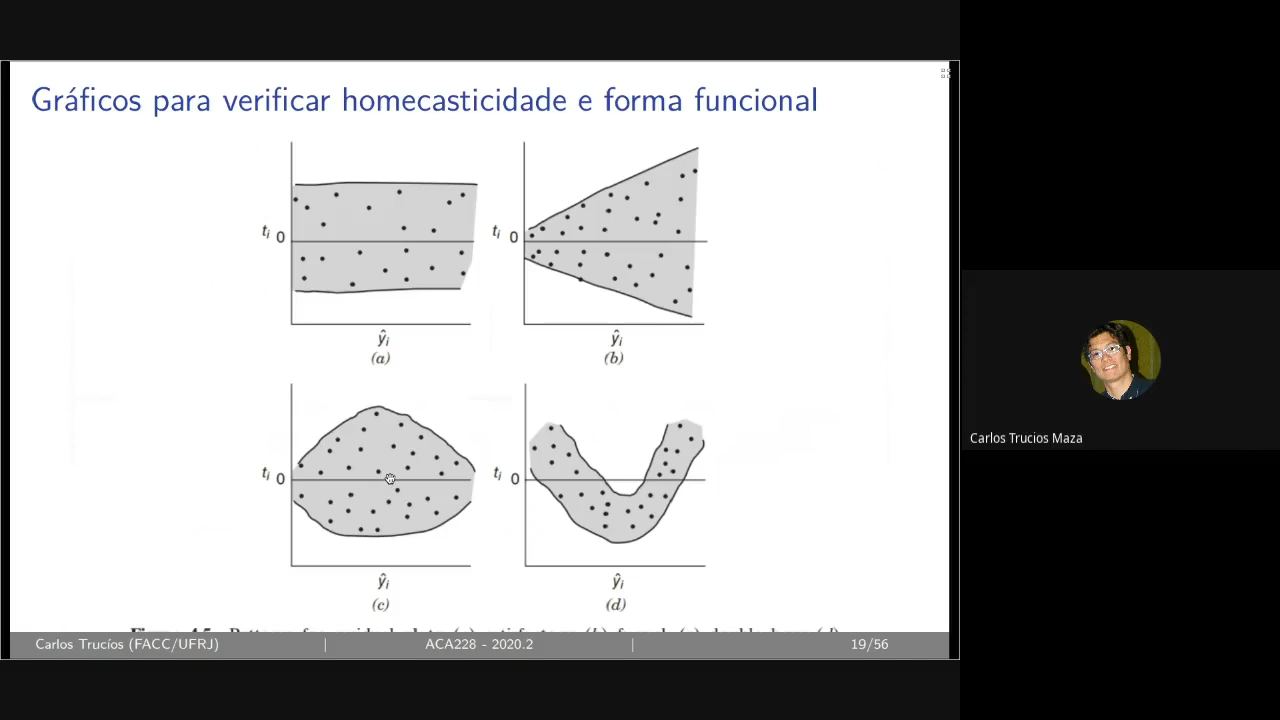 Gráficos para verificar homecasticidade e forma funcional
tᵢ 0
ŷᵢ
(a)
tᵢ 0
ŷᵢ
(b)
tᵢ 0
ŷᵢ
(c)
tᵢ 0
ŷᵢ
(d)
Carlos Trucíos (FACC/UFRJ) | ACA228 - 2020.2 | 19/56
Carlos Trucios Maza